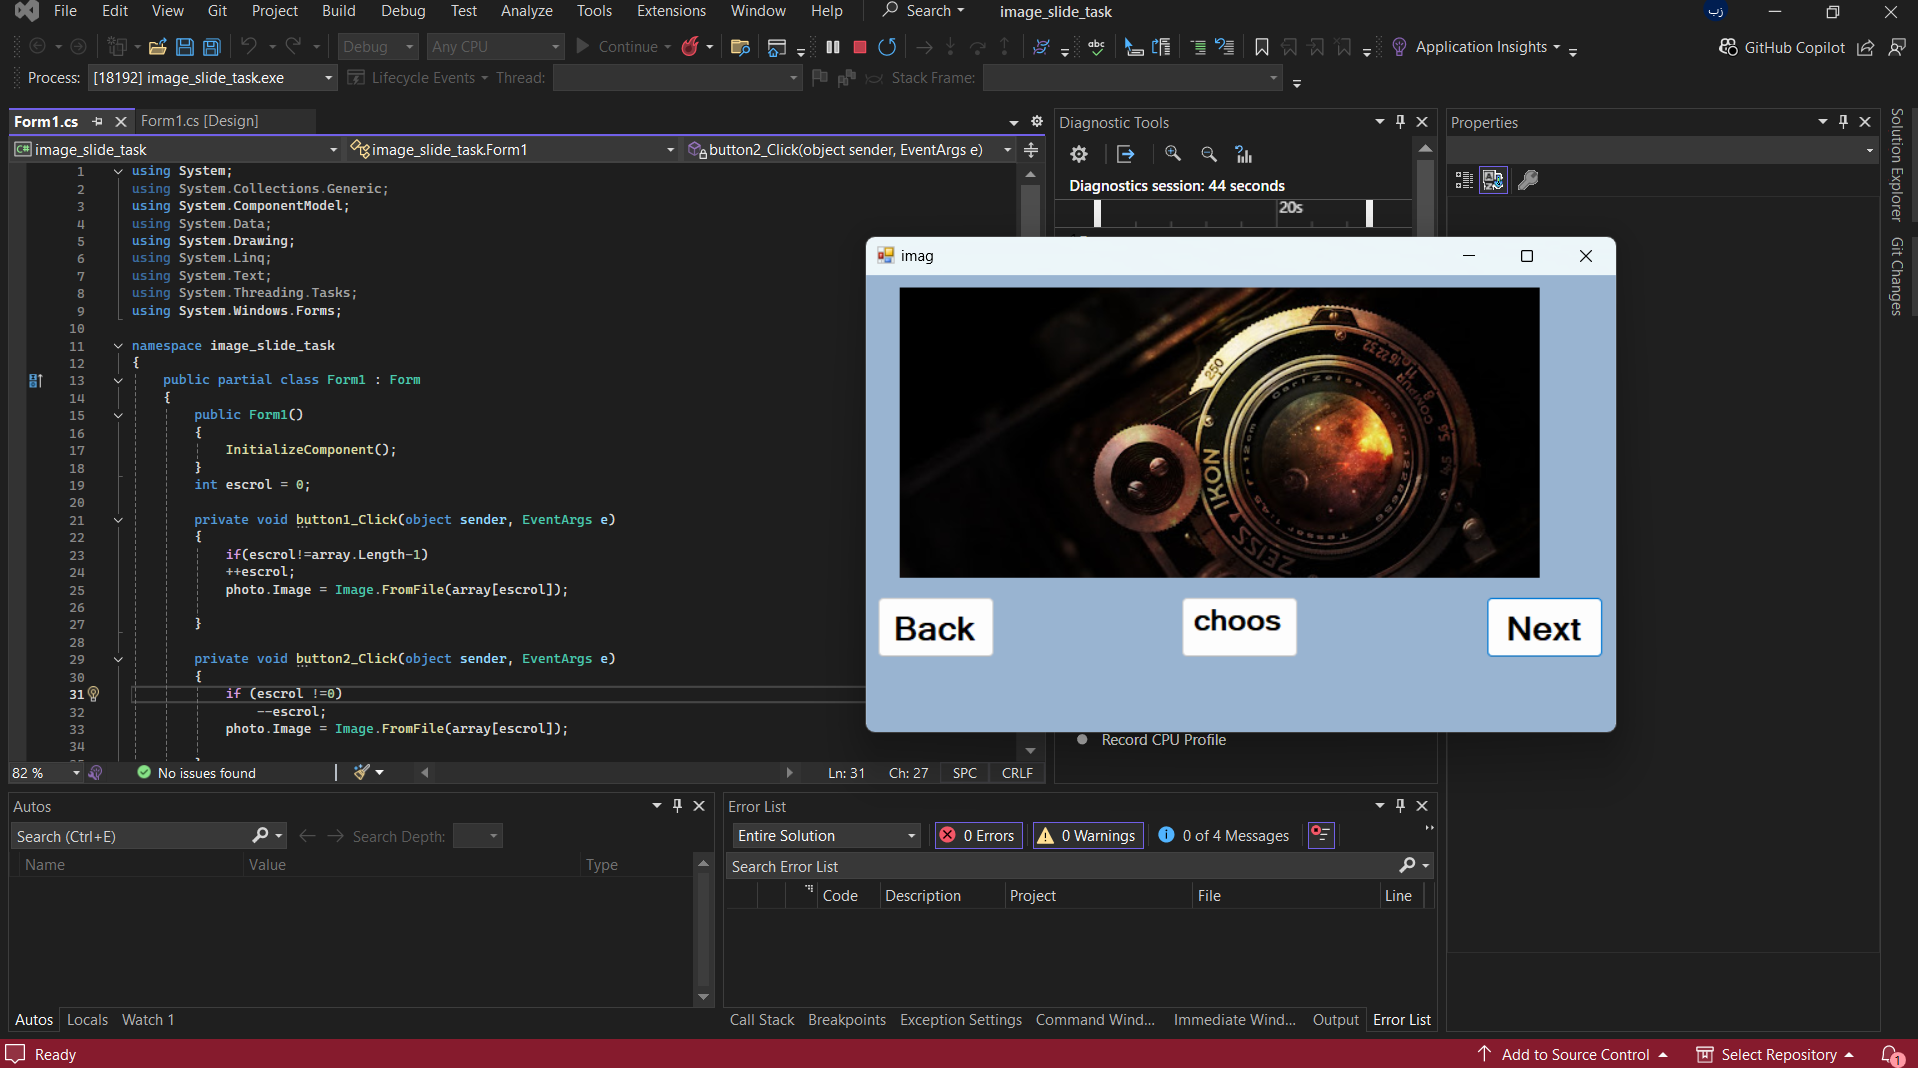 File Edit View Git Project Build Debug Test Analyze Tools Extensions Window Help Search image_slide_task زب
Debug Any CPU Continue Application Insights GitHub Copilot
Process: [18192] image_slide_task.exe Lifecycle Events Thread: Stack Frame:
Form1.cs Form1.cs [Design]
image_slide_task image_slide_task.Form1 button2_Click(object sender, EventArgs e)
1 using System;
2 using System.Collections.Generic;
3 using System.ComponentModel;
4 using System.Data;
5 using System.Drawing;
6 using System.Linq;
7 using System.Text;
8 using System.Threading.Tasks;
9 using System.Windows.Forms;
10
11 namespace image_slide_task
12 {
13 public partial class Form1 : Form
14 {
15 public Form1()
16 {
17 InitializeComponent();
18 }
19 int escrol = 0;
20
21 private void button1_Click(object sender, EventArgs e)
22 {
23 if(escrol!=array.Length-1)
24 ++escrol;
25 photo.Image = Image.FromFile(array[escrol]);
26
27 }
28
29 private void button2_Click(object sender, EventArgs e)
30 {
31 if (escrol !=0)
32 --escrol;
33 photo.Image = Image.FromFile(array[escrol]);
34
82 % No issues found Ln: 31 Ch: 27 SPC CRLF
Diagnostic Tools
Diagnostics session: 44 seconds
20s
Record CPU Profile
Properties
Solution Explorer
Git Changes
imag
250
IKON
ZEISS
Carl Zeiss Jena
COMPUR
Tessor
Back choos Next
Autos
Search (Ctrl+E) Search Depth:
Name Value Type
Autos Locals Watch 1
Error List
Entire Solution 0 Errors 0 Warnings 0 of 4 Messages
Search Error List
Code Description Project File Line
Call Stack Breakpoints Exception Settings Command Wind... Immediate Wind... Output Error List
Ready Add to Source Control Select Repository 1